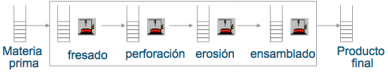 Materia
prima
fresado
perforación
erosión
ensamblado
Producto
final